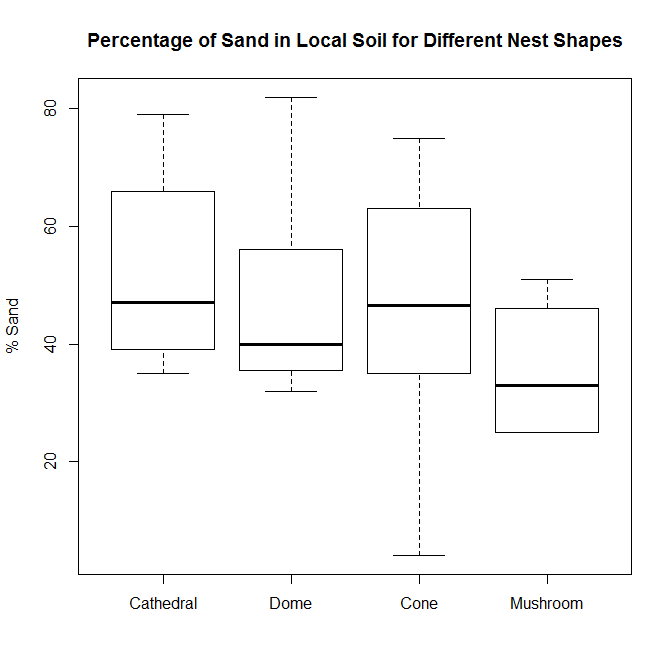 Percentage of Sand in Local Soil for Different Nest Shapes
% Sand
80
60
40
20
Cathedral Dome Cone Mushroom